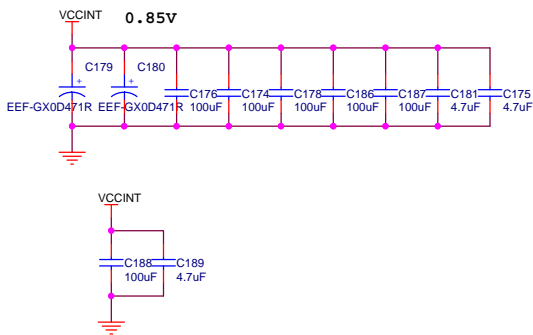 VCCINT 0.85V
C179 C180
C176 C174 C178 C186 C187 C181 C175
EEF-GX0D471R EEF-GX0D471R 100uF 100uF 100uF 100uF 100uF 4.7uF 4.7uF
VCCINT
C188 C189
100uF 4.7uF